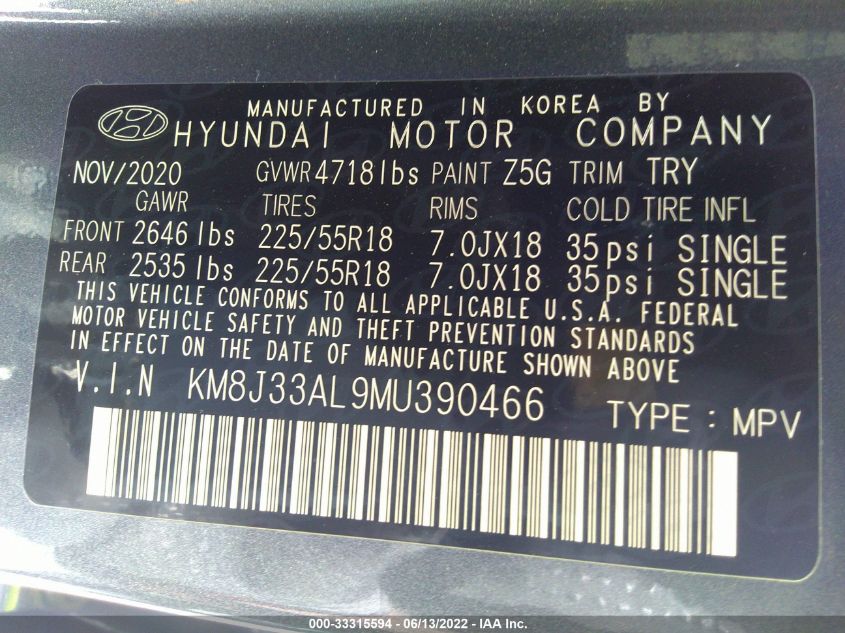 MANUFACTURED IN KOREA BY
HYUNDAI MOTOR COMPANY
NOV/2020 GVWR 4718 lbs PAINT Z5G TRIM TRY
GAWR TIRES RIMS COLD TIRE INFL
FRONT 2646 lbs 225/55R18 7.0JX18 35psi SINGLE
REAR 2535 lbs 225/55R18 7.0JX18 35psi SINGLE
THIS VEHICLE CONFORMS TO ALL APPLICABLE U.S.A. FEDERAL
MOTOR VEHICLE SAFETY AND THEFT PREVENTION STANDARDS
IN EFFECT ON THE DATE OF MANUFACTURE SHOWN ABOVE
V.I.N KM8J33AL9MU390466 TYPE : MPV
000-33315594 - 06/13/2022 - IAA Inc.